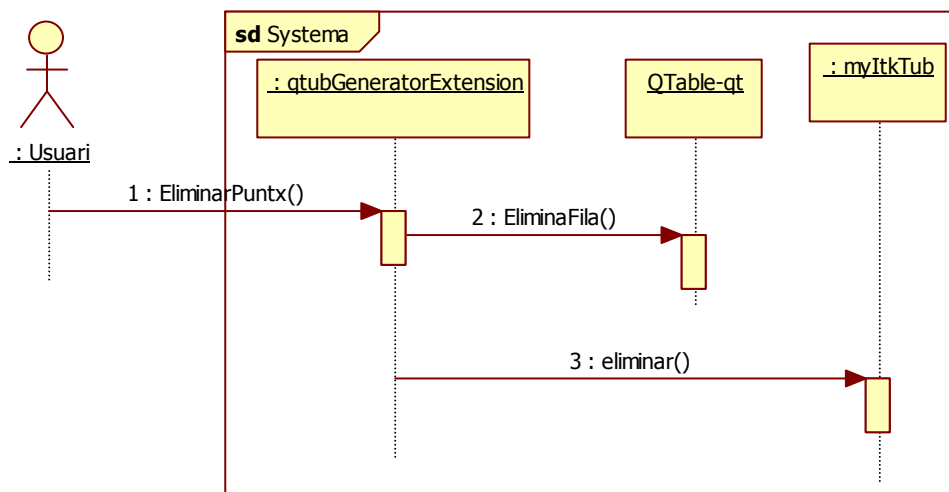 sd Systema
: qtubGeneratorExtension
QTable-qt
: myItkTub
: Usuari
1 : EliminarPuntx()
2 : EliminaFila()
3 : eliminar()